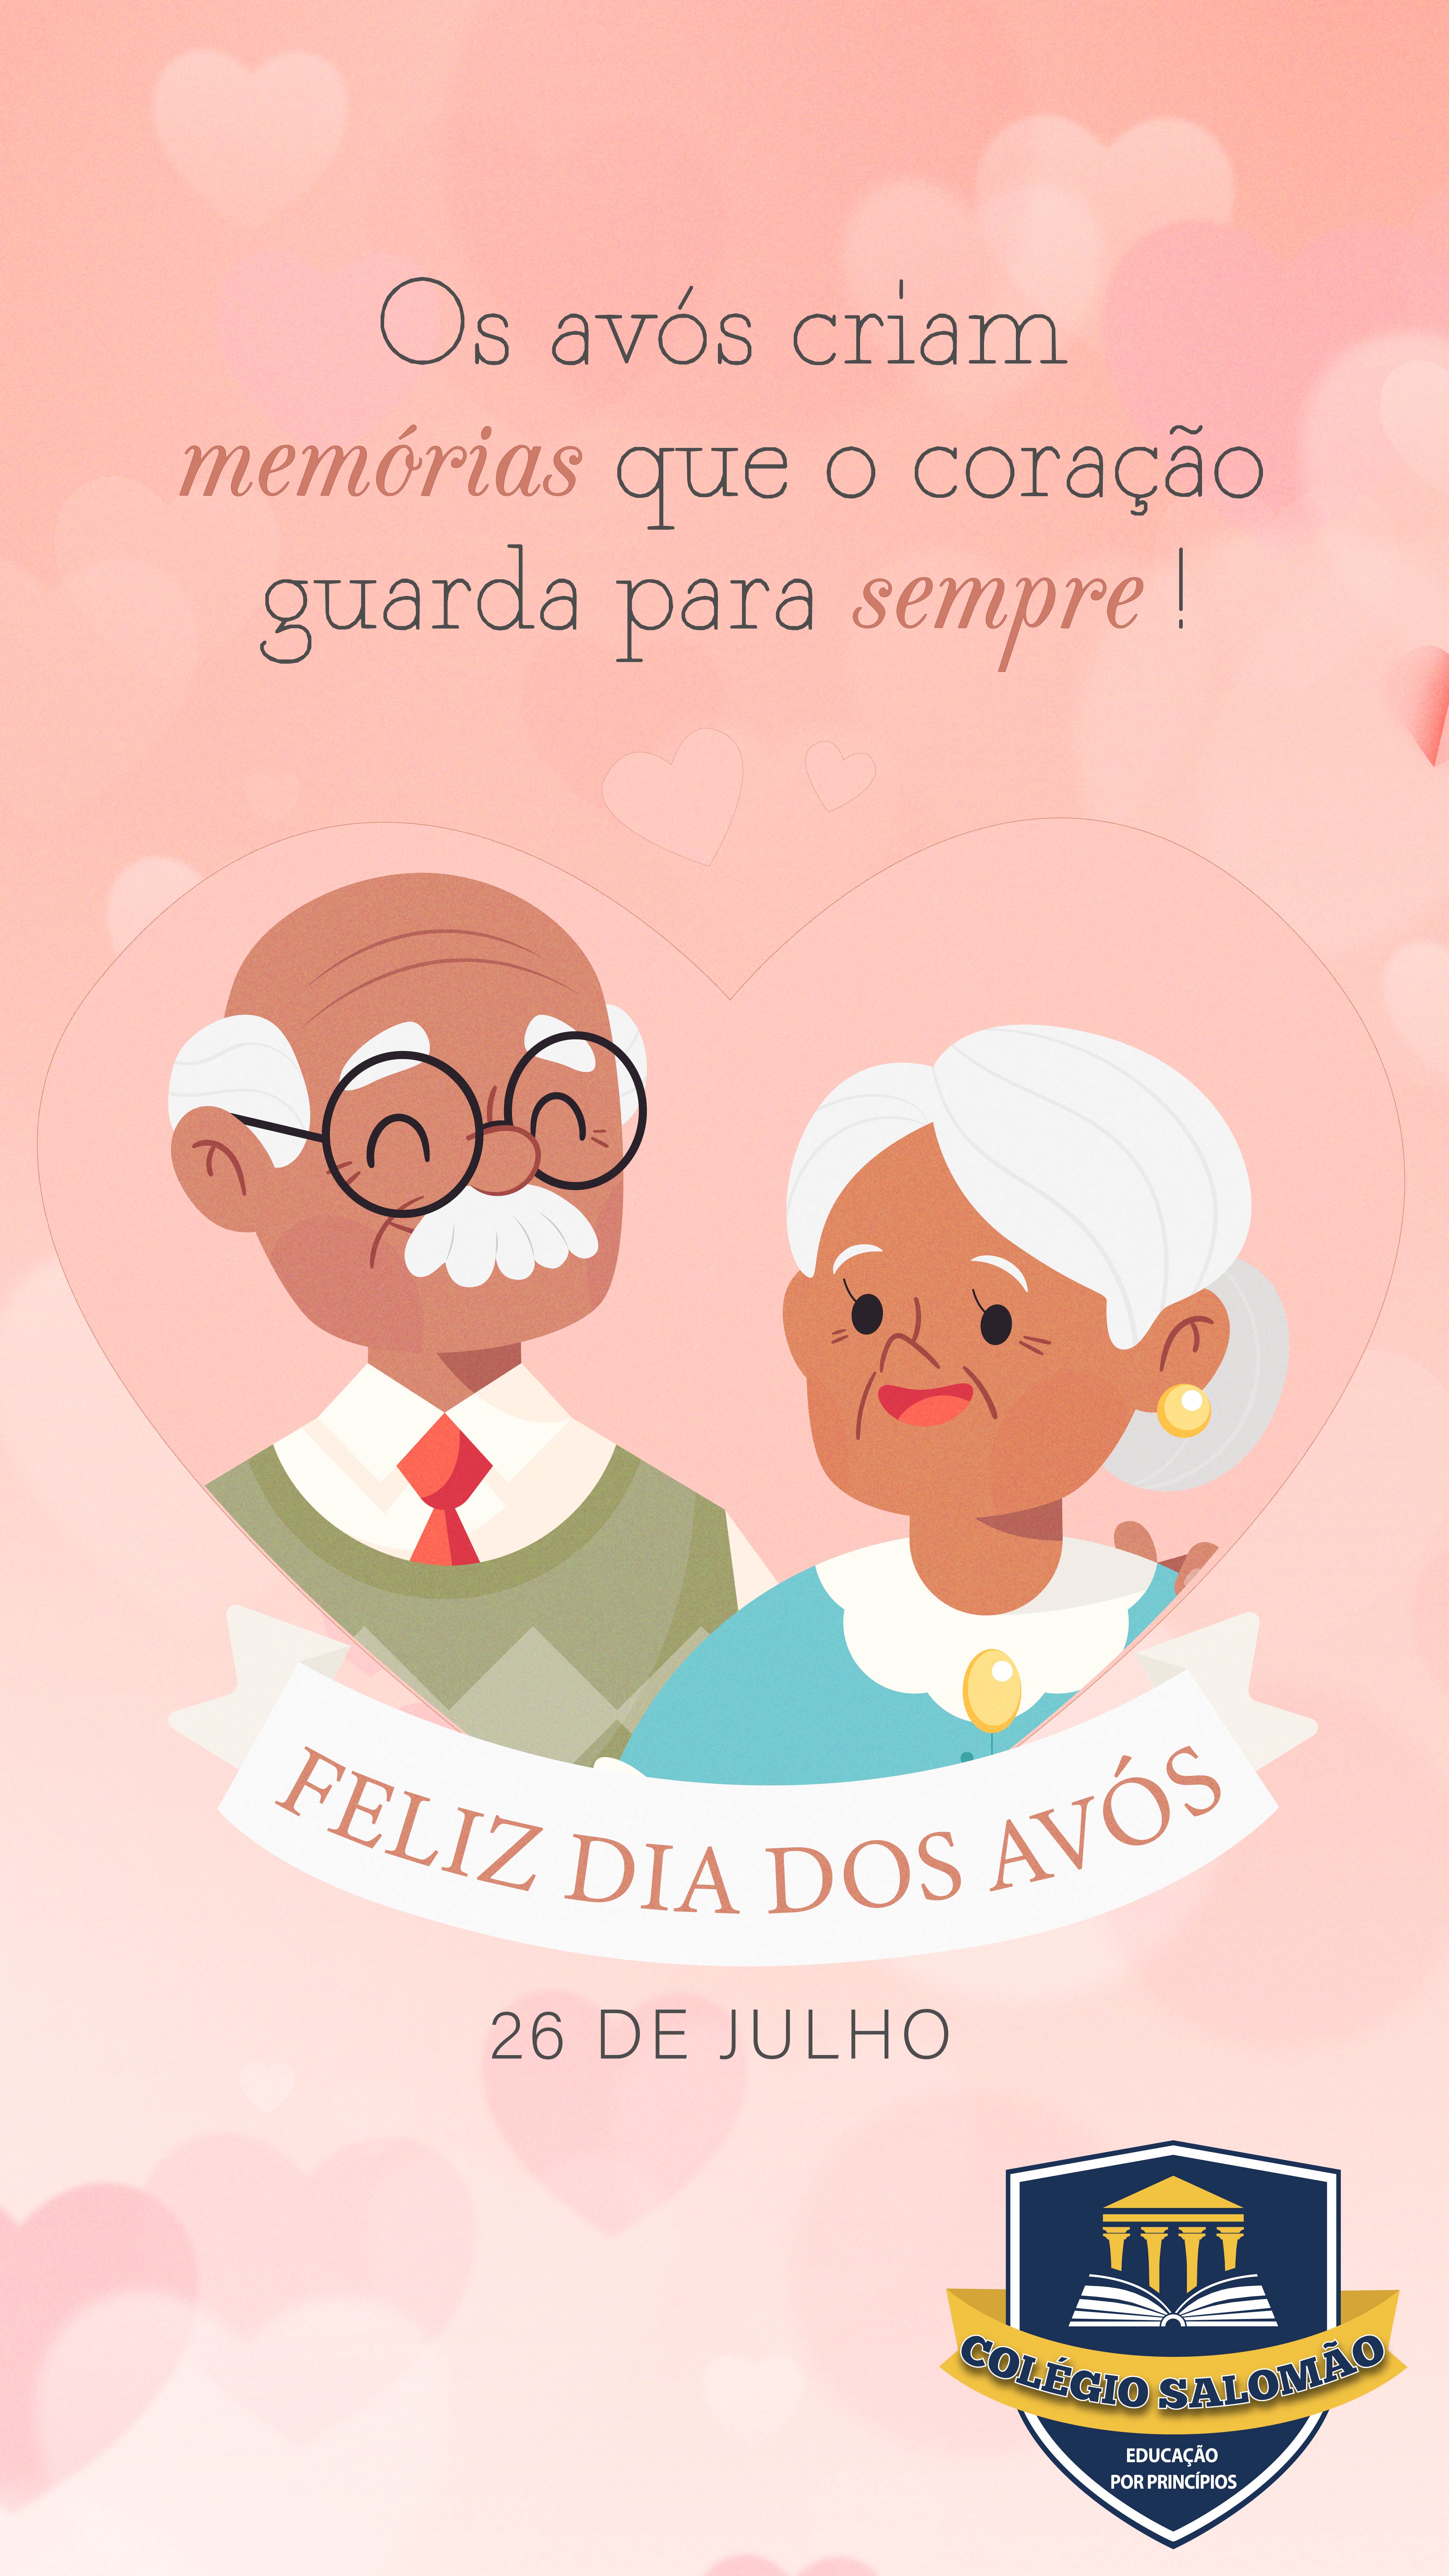 Os avós criam
memórias que o coração
guarda para sempre !
FELIZ DIA DOS AVÓS
26 DE JULHO
COLÉGIO SALOMÃO
EDUCAÇÃO
POR PRINCÍPIOS